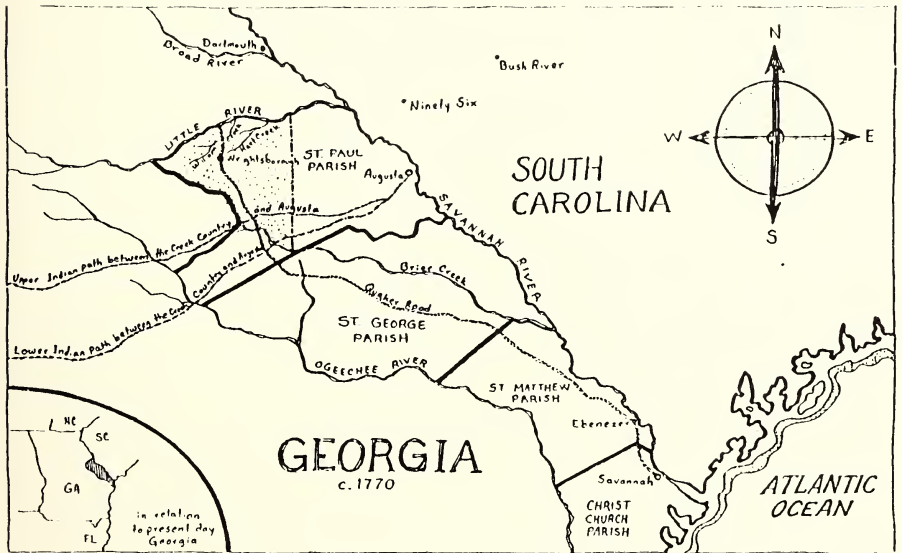 Dartmouth
Broad River
Bush River
Ninety Six
LITTLE RIVER
Hart Creek
Wrightsborough
ST. PAUL
PARISH
Augusta
SOUTH
CAROLINA
N
W
E
S
SAVANNAH RIVER
Upper Indian path between the Creek Country and Augusta
Lower Indian Path between the Creek Country and Augusta
Brier Creek
Quaker Road
ST. GEORGE
PARISH
OGEECHEE RIVER
ST MATTHEW
PARISH
Ebenezer
Savannah
CHRIST
CHURCH
PARISH
ATLANTIC
OCEAN
GEORGIA
c. 1770
NC
SC
GA
FL
in relation
to present day
Georgia